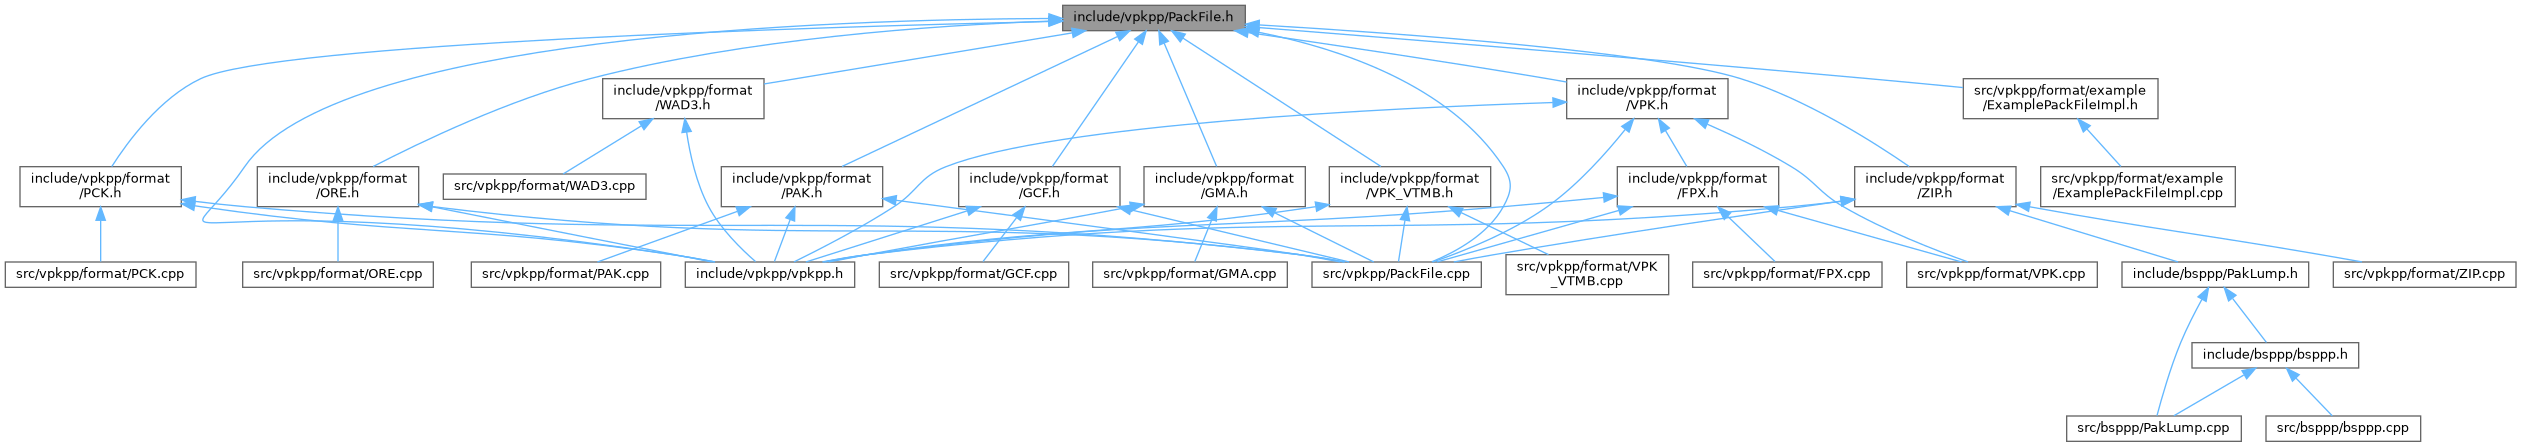 include/vpkpp/PackFile.h
include/vpkpp/format
/WAD3.h
include/vpkpp/format
/VPK.h
src/vpkpp/format/example
/ExamplePackFileImpl.h
include/vpkpp/format
/PCK.h
include/vpkpp/format
/ORE.h
src/vpkpp/format/WAD3.cpp
include/vpkpp/format
/PAK.h
include/vpkpp/format
/GCF.h
include/vpkpp/format
/GMA.h
include/vpkpp/format
/VPK_VTMB.h
include/vpkpp/format
/FPX.h
include/vpkpp/format
/ZIP.h
src/vpkpp/format/example
/ExamplePackFileImpl.cpp
src/vpkpp/format/PCK.cpp
src/vpkpp/format/ORE.cpp
src/vpkpp/format/PAK.cpp
include/vpkpp/vpkpp.h
src/vpkpp/format/GCF.cpp
src/vpkpp/format/GMA.cpp
src/vpkpp/PackFile.cpp
src/vpkpp/format/VPK
_VTMB.cpp
src/vpkpp/format/FPX.cpp
src/vpkpp/format/VPK.cpp
include/bsppp/PakLump.h
src/vpkpp/format/ZIP.cpp
include/bsppp/bsppp.h
src/bsppp/PakLump.cpp
src/bsppp/bsppp.cpp